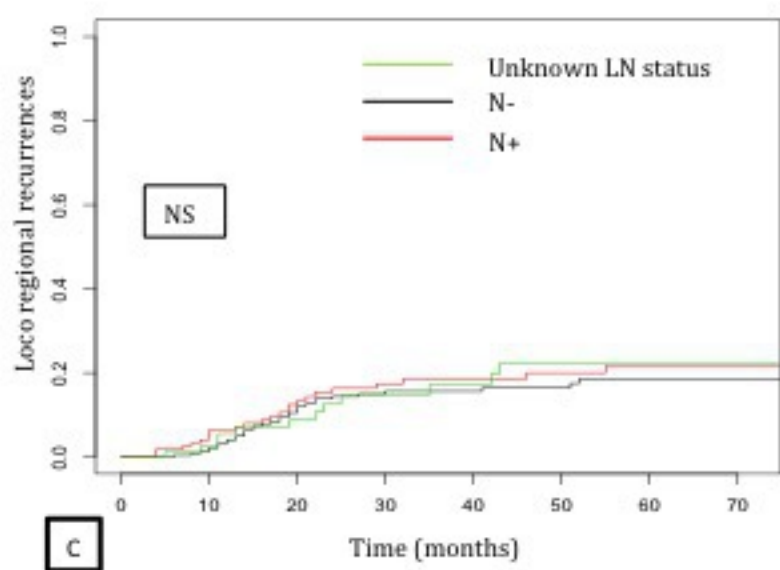 Loco regional recurrences
1.0
0.8
0.6
0.4
0.2
0.0
Unknown LN status
N-
N+
NS
0 10 20 30 40 50 60 70
C
Time (months)